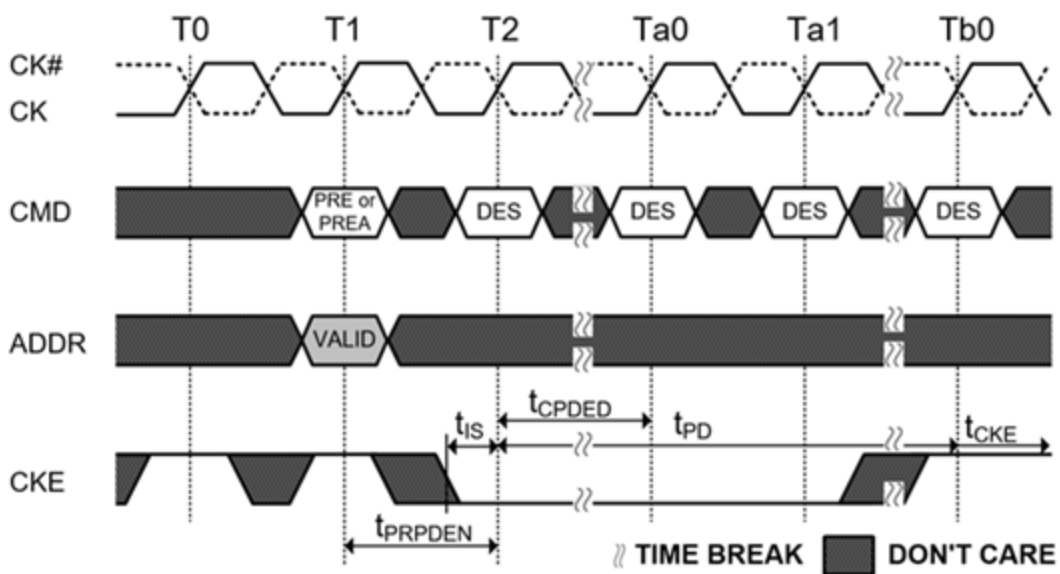 T0 T1 T2 Ta0 Ta1 Tb0
CK#
CK
CMD PRE or PREA DES DES DES DES
ADDR VALID
tIS tCPDED tPD tCKE
CKE
tPRPDEN
TIME BREAK DON'T CARE